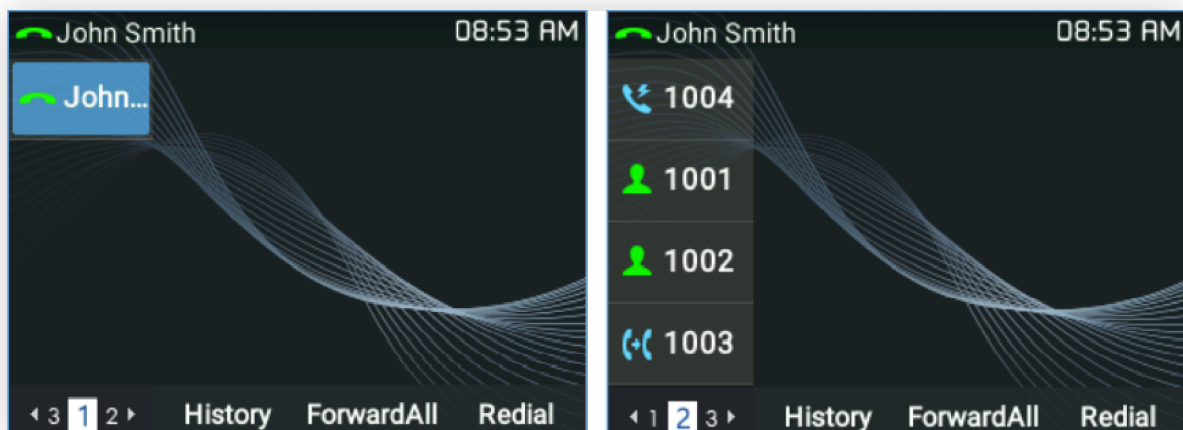 John Smith 08:53 AM
John...
3 1 2 History ForwardAll Redial
John Smith 08:53 AM
1004
1001
1002
1003
1 2 3 History ForwardAll Redial